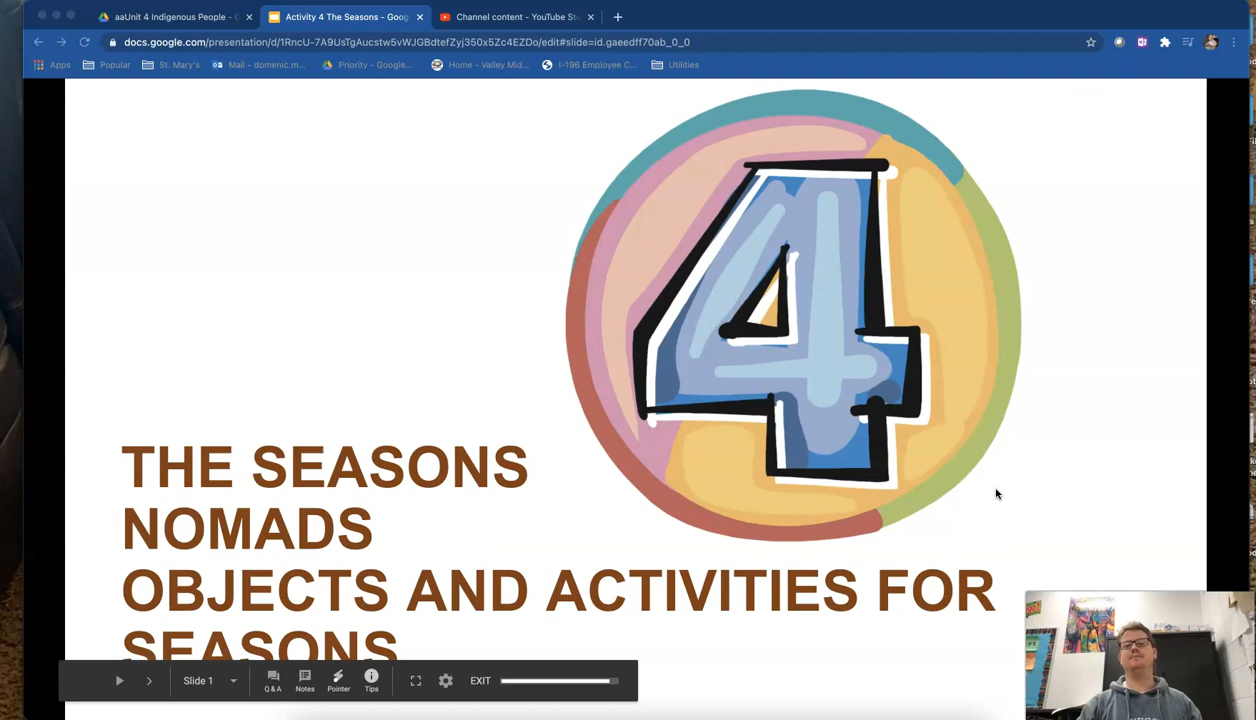 aaUnit 4 Indigenous People - G
Activity 4 The Seasons - Goog
Channel content - YouTube Stu
docs.google.com/presentation/d/1RncU-7A9UsTgAucstw5vWJGBdtefZyj350x5Zc4EZDo/edit#slide=id.gaeedff70ab_0_0
Apps Popular St. Mary's Mail - domenic.m... Priority - Google... Home - Valley Mid... I-196 Employee C... Utilities
4
THE SEASONS
NOMADS
OBJECTS AND ACTIVITIES FOR
SEASONS
Slide 1 Q & A Notes Pointer Tips EXIT